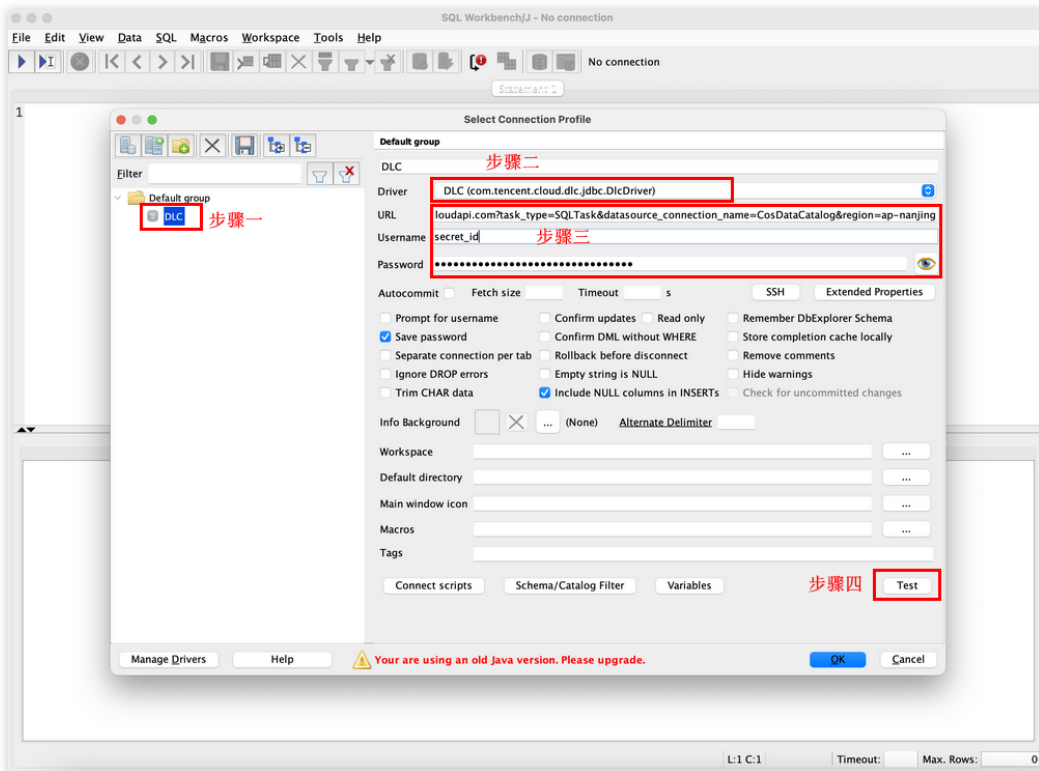 SQL Workbench/J - No connection
File Edit View Data SQL Macros Workspace Tools Help
No connection
Statement 1
1
Select Connection Profile
Default group
DLC 步骤二
Filter
Driver DLC (com.tencent.cloud.dlc.jdbc.DlcDriver)
Default group
DLC 步骤一
URL loudapi.com?task_type=SQLTask&datasource_connection_name=CosDataCatalog&region=ap-nanjing
Username secret_id 步骤三
Password ••••••••••••••••••••••••••••••••
Autocommit Fetch size Timeout s SSH Extended Properties
Prompt for username Confirm updates Read only Remember DbExplorer Schema
Save password Confirm DML without WHERE Store completion cache locally
Separate connection per tab Rollback before disconnect Remove comments
Ignore DROP errors Empty string is NULL Hide warnings
Trim CHAR data Include NULL columns in INSERTs Check for uncommitted changes
Info Background ... (None) Alternate Delimiter
Workspace ...
Default directory ...
Main window icon ...
Macros ...
Tags
Connect scripts Schema/Catalog Filter Variables 步骤四 Test
Manage Drivers Help Your are using an old Java version. Please upgrade. OK Cancel
L:1 C:1 Timeout: Max. Rows: 0